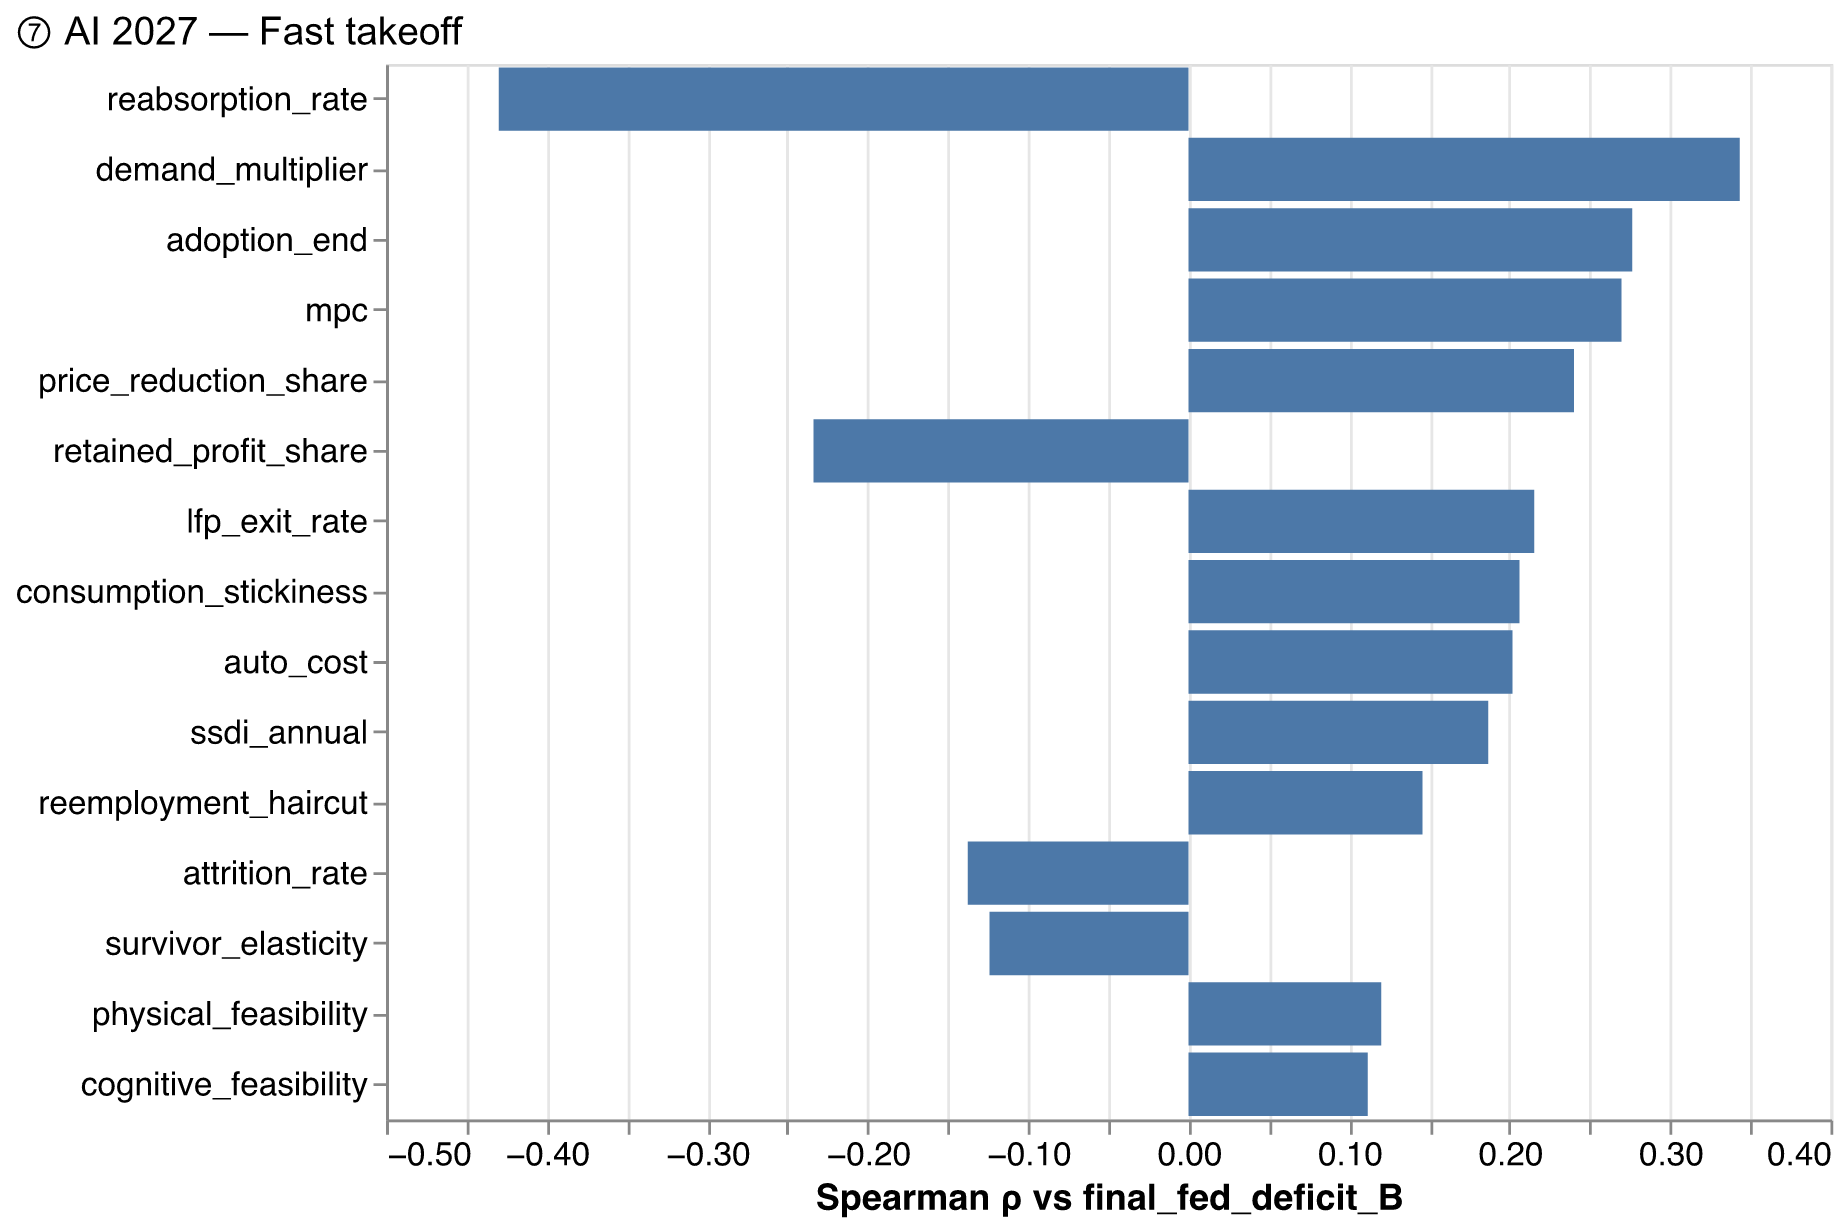 ⑦ AI 2027 — Fast takeoff
reabsorption_rate
demand_multiplier
adoption_end
mpc
price_reduction_share
retained_profit_share
lfp_exit_rate
consumption_stickiness
auto_cost
ssdi_annual
reemployment_haircut
attrition_rate
survivor_elasticity
physical_feasibility
cognitive_feasibility
−0.50 −0.40 −0.30 −0.20 −0.10 0.00 0.10 0.20 0.30 0.40
Spearman ρ vs final_fed_deficit_B